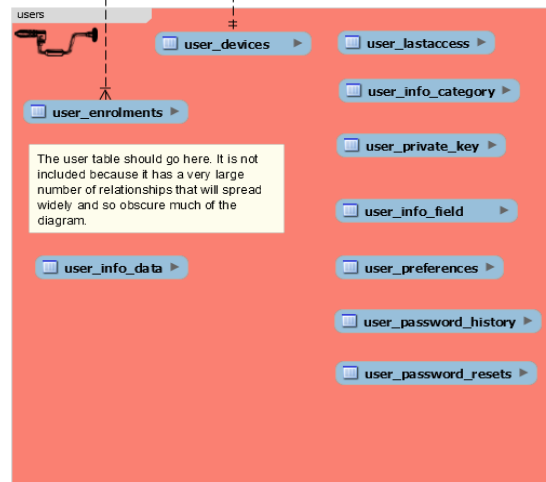 users
user_devices
user_lastaccess
user_info_category
user_enrolments
user_private_key
The user table should go here. It is not
included because it has a very large
number of relationships that will spread
widely and so obscure much of the
diagram.
user_info_field
user_info_data
user_preferences
user_password_history
user_password_resets